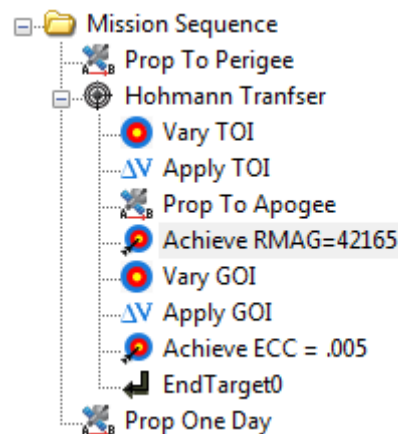 Mission Sequence
Prop To Perigee
Hohmann Tranfser
Vary TOI
ΔV Apply TOI
Prop To Apogee
Achieve RMAG=42165
Vary GOI
ΔV Apply GOI
Achieve ECC = .005
EndTarget0
Prop One Day